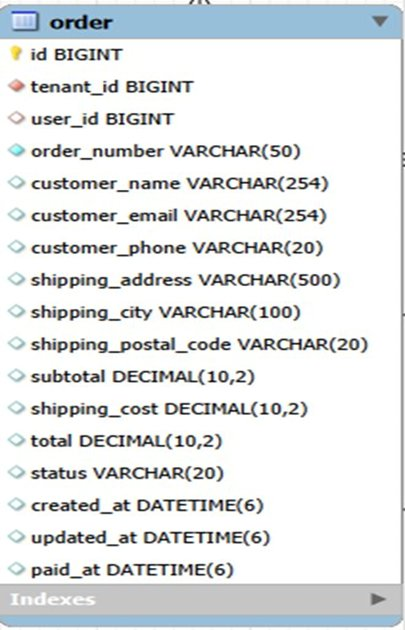 order
id BIGINT
tenant_id BIGINT
user_id BIGINT
order_number VARCHAR(50)
customer_name VARCHAR(254)
customer_email VARCHAR(254)
customer_phone VARCHAR(20)
shipping_address VARCHAR(500)
shipping_city VARCHAR(100)
shipping_postal_code VARCHAR(20)
subtotal DECIMAL(10,2)
shipping_cost DECIMAL(10,2)
total DECIMAL(10,2)
status VARCHAR(20)
created_at DATETIME(6)
updated_at DATETIME(6)
paid_at DATETIME(6)
Indexes